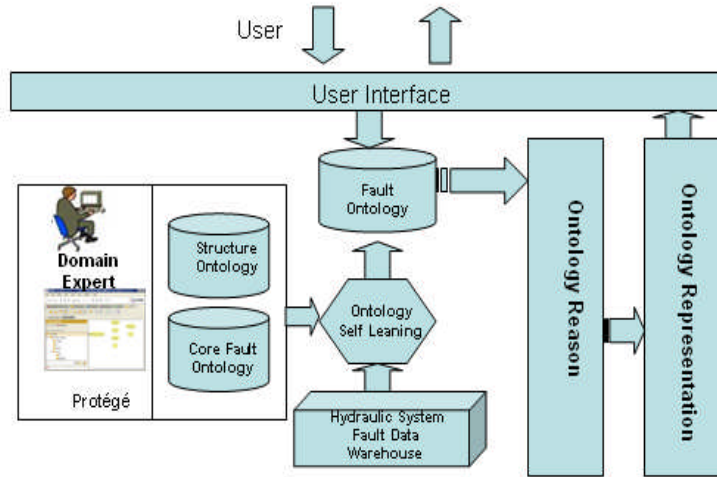 User
User Interface
Fault
Ontology
Domain
Expert
Protégé
Structure
Ontology
Core Fault
Ontology
Ontology
Self Leaning
Hydraulic System
Fault Data
Warehouse
Ontology Reason
Ontology Representation